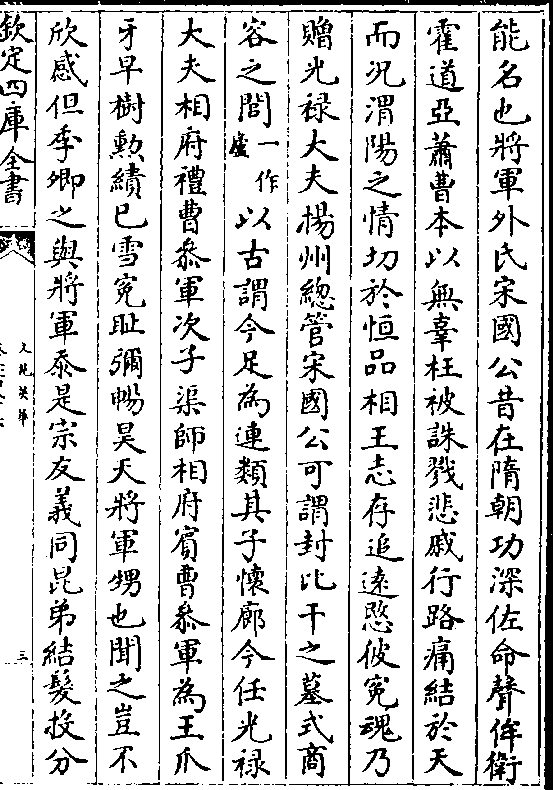 能名也將軍外氏宋國公昔在隋朝功深佐命聲侔衛
霍道亞蕭曹本以無辜枉被誅戮悲戚行路痛結於天
而況渭陽之情切於恒品相王志存追遠愍彼寃魂乃
贈光禄大夫揚州總管宋國公可謂封比干之墓式商
容之閭一作廬以古謂今足為連類其子懷廓今任光禄
大夫相府禮曹叅軍次子渠師相府賓曹叅軍為王爪
牙早樹勲績已雪寃耻彌暢昊天將軍甥也聞之豈不
欣感但季卿之與將軍忝是宗友義同昆弟結髮投分
欽定四庫全書
文苑英華
三